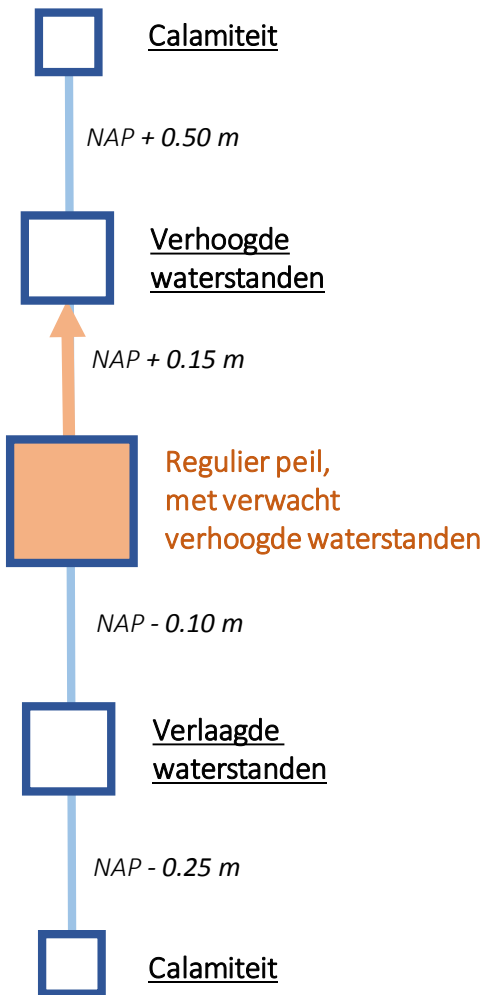 Calamiteit
NAP + 0.50 m
Verhoogde
waterstanden
NAP + 0.15 m
Regulier peil,
met verwacht
verhoogde waterstanden
NAP - 0.10 m
Verlaagde
waterstanden
NAP - 0.25 m
Calamiteit